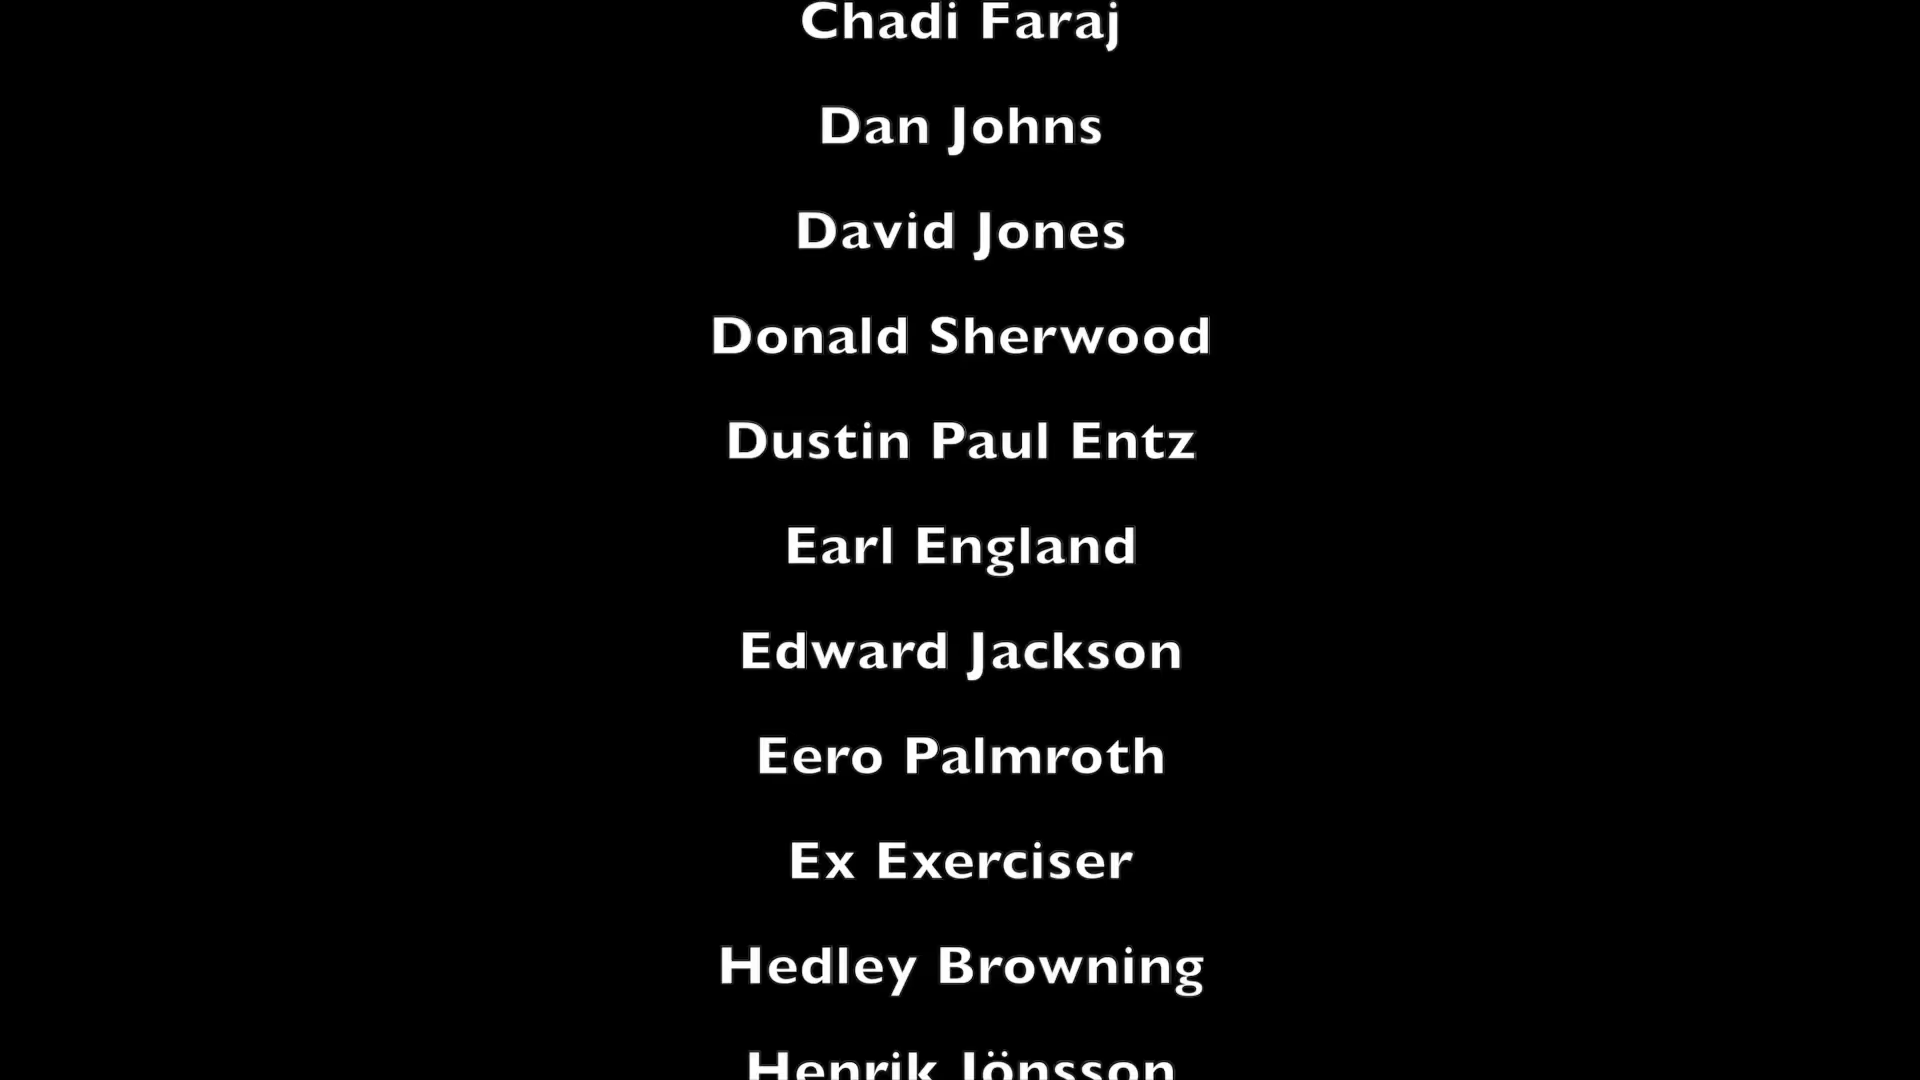 Chadi Faraj
Dan Johns
David Jones
Donald Sherwood
Dustin Paul Entz
Earl England
Edward Jackson
Eero Palmroth
Ex Exerciser
Hedley Browning
Henrik Jönsson